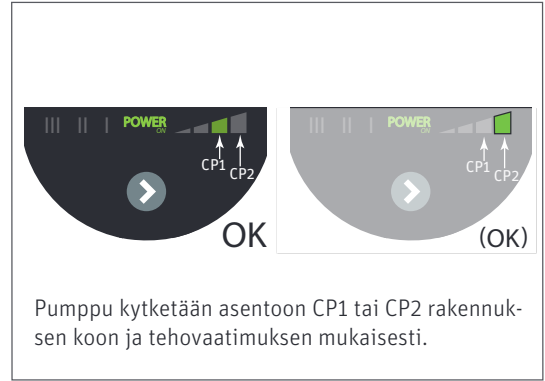 III II I POWER ON
CP1
CP2
OK
III II I POWER ON
CP1
CP2
(OK)
Pumppu kytketään asentoon CP1 tai CP2 rakennuk-
sen koon ja tehovaatimuksen mukaisesti.